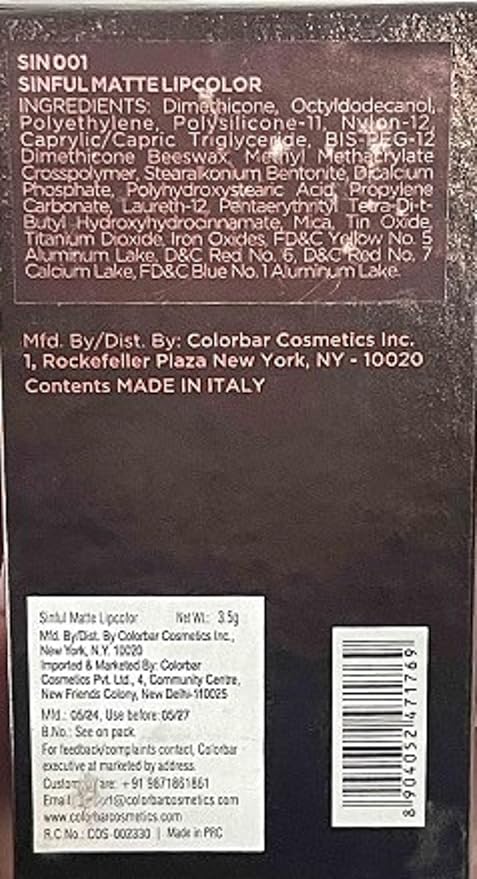 SIN 001
SINFUL MATTE LIPCOLOR
INGREDIENTS: Dimethicone, Octyldodecanol,
Polyethylene, Polysilicone-11, Nylon-12,
Caprylic/Capric Triglyceride, BIS-PEG-12
Dimethicone Beeswax, Methyl Methacrylate
Crosspolymer, Stearalkonium Bentonite, Dicalcium
Phosphate, Polyhydroxystearic Acid, Propylene
Carbonate, Laureth-12, Pentaerythrityl Tetra-Di-t-
Butyl Hydroxyhydrocinnamate, Mica, Tin Oxide,
Titanium Dioxide, Iron Oxides, FD&C Yellow No. 5
Aluminum Lake, D&C Red No. 6, D&C Red No. 7
Calcium Lake, FD&C Blue No. 1 Aluminum Lake.
Mfd. By/Dist. By: Colorbar Cosmetics Inc.
1, Rockefeller Plaza New York, NY - 10020
Contents MADE IN ITALY
Sinful Matte Lipcolor Net Wt.: 3.5g
Mfd. By/Dist. By Colorbar Cosmetics Inc.,
New York, N.Y. 10020
Imported & Marketed By: Colorbar
Cosmetics Pvt. Ltd., 4, Community Centre,
New Friends Colony, New Delhi-110025
Mfd.: 05/24, Use before: 05/27
B.No.: See on pack
For feedback/complaints contact, Colorbar
executive at marketed by address.
+91 9871861861
www.colorbarcosmetics.com
R.C.No.: COS-002330 | Made in PRC
8 904052 471769